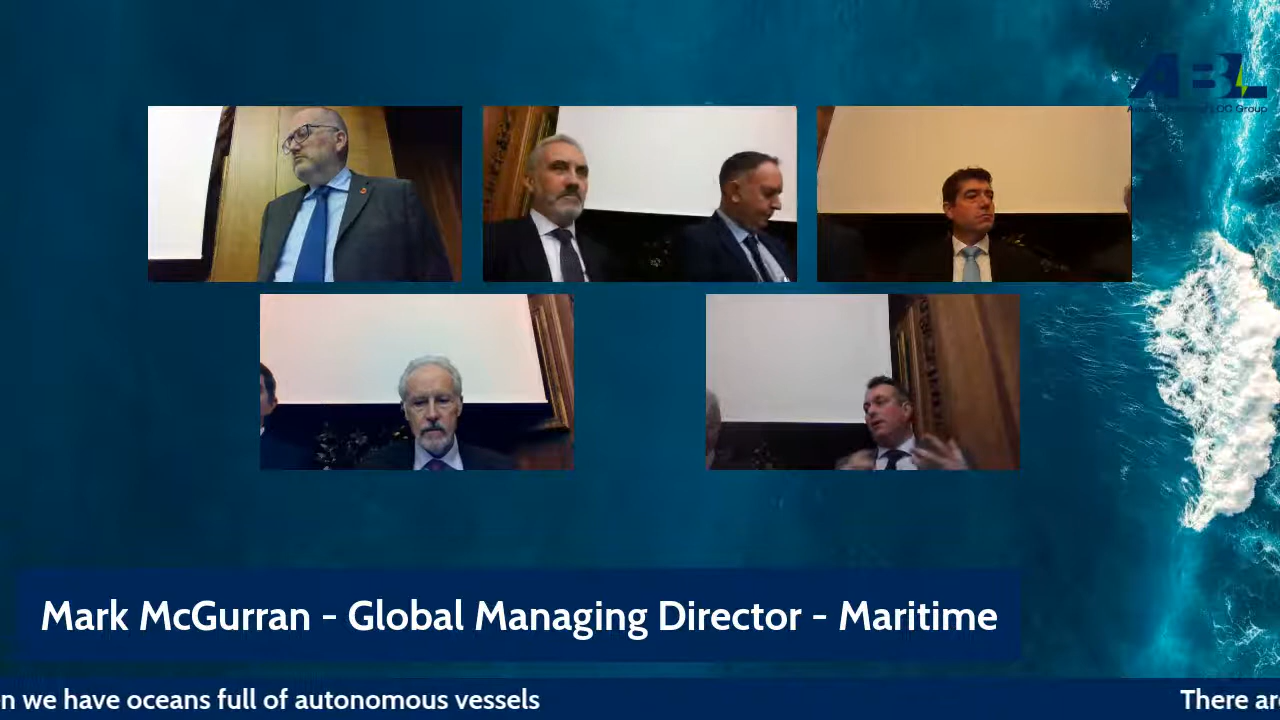 ABL
Mark McGurran - Global Managing Director - Maritime
n we have oceans full of autonomous vessels
There ar